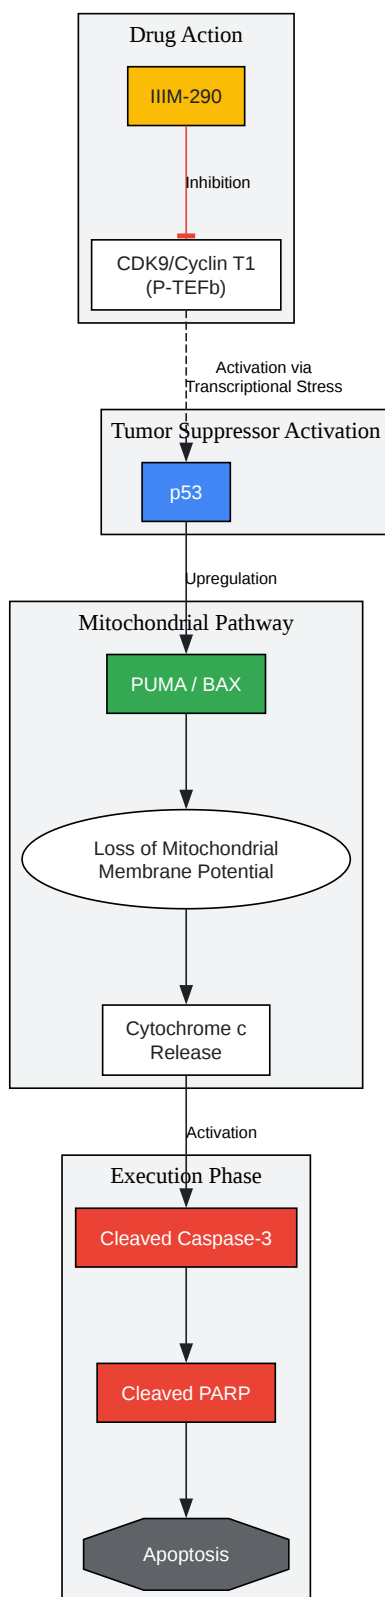 Drug Action
IIIM-290
Inhibition
CDK9/Cyclin T1
(P-TEFb)
Activation via
Transcriptional Stress
Tumor Suppressor Activation
p53
Upregulation
Mitochondrial Pathway
PUMA / BAX
Loss of Mitochondrial
Membrane Potential
Cytochrome c
Release
Activation
Execution Phase
Cleaved Caspase-3
Cleaved PARP
Apoptosis